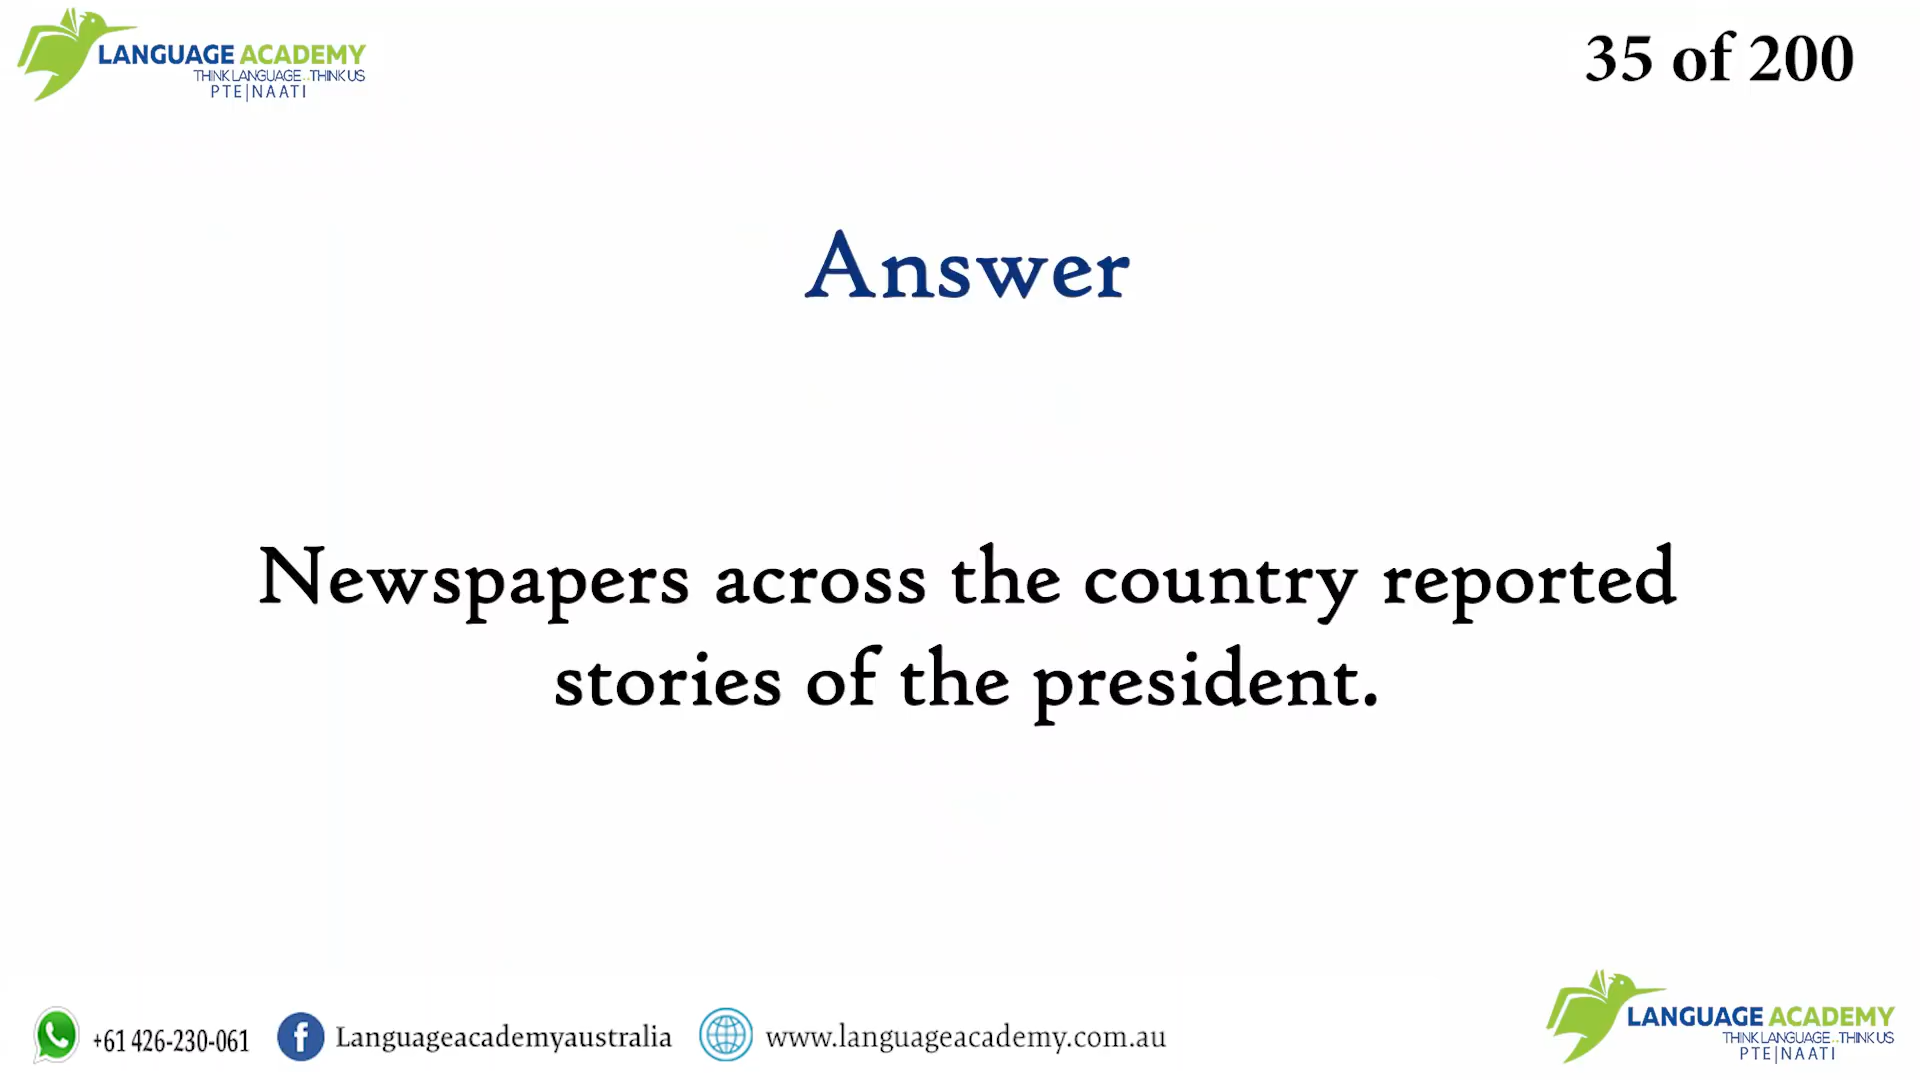 LANGUAGE ACADEMY
THINK LANGUAGE..THINK US
PTE|NAATI
35 of 200
Answer
Newspapers across the country reported
stories of the president.
+61 426-230-061
f
Languageacademyaustralia
www.languageacademy.com.au
LANGUAGE ACADEMY
THINK LANGUAGE..THINK US
PTE|NAATI